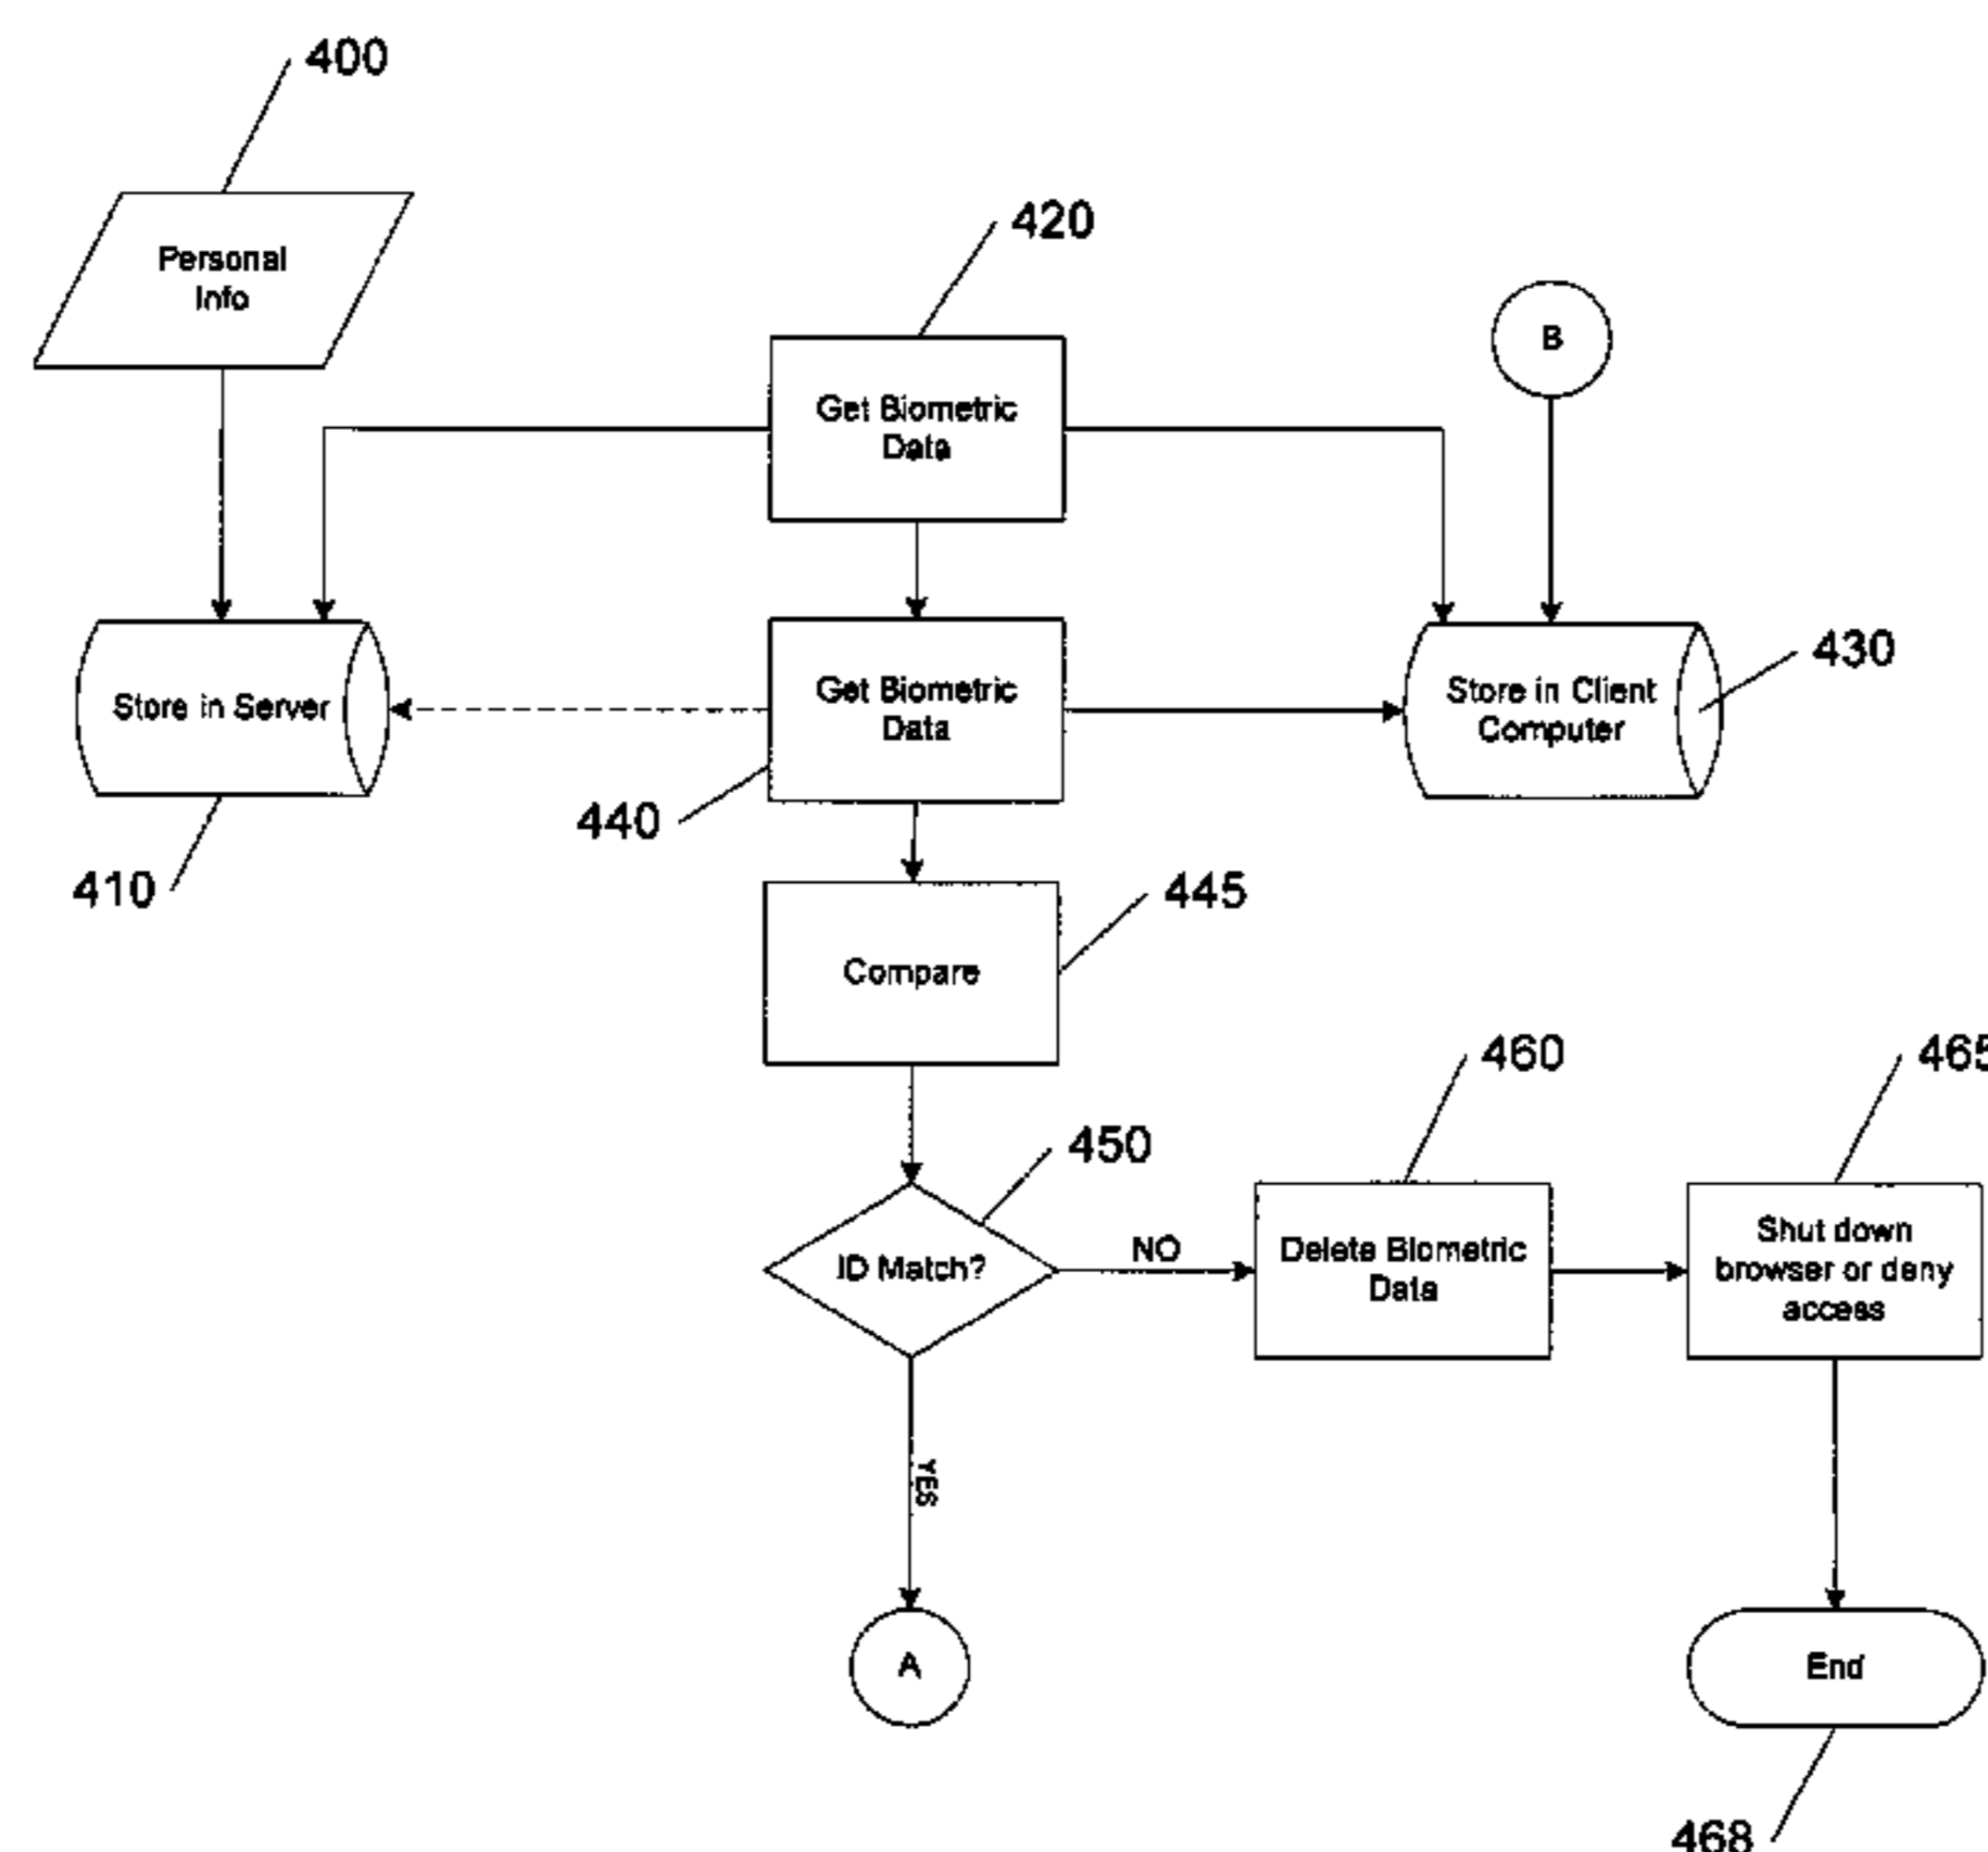 400
Personal
Info
420
Get Biometric
Data
B
Store in Server
410
Get Biometric
Data
440
Store in Client
Computer
430
Compare
445
450
ID Match?
NO
460
Delete Biometric
Data
465
Shut down
browser or deny
access
YES
A
End
468